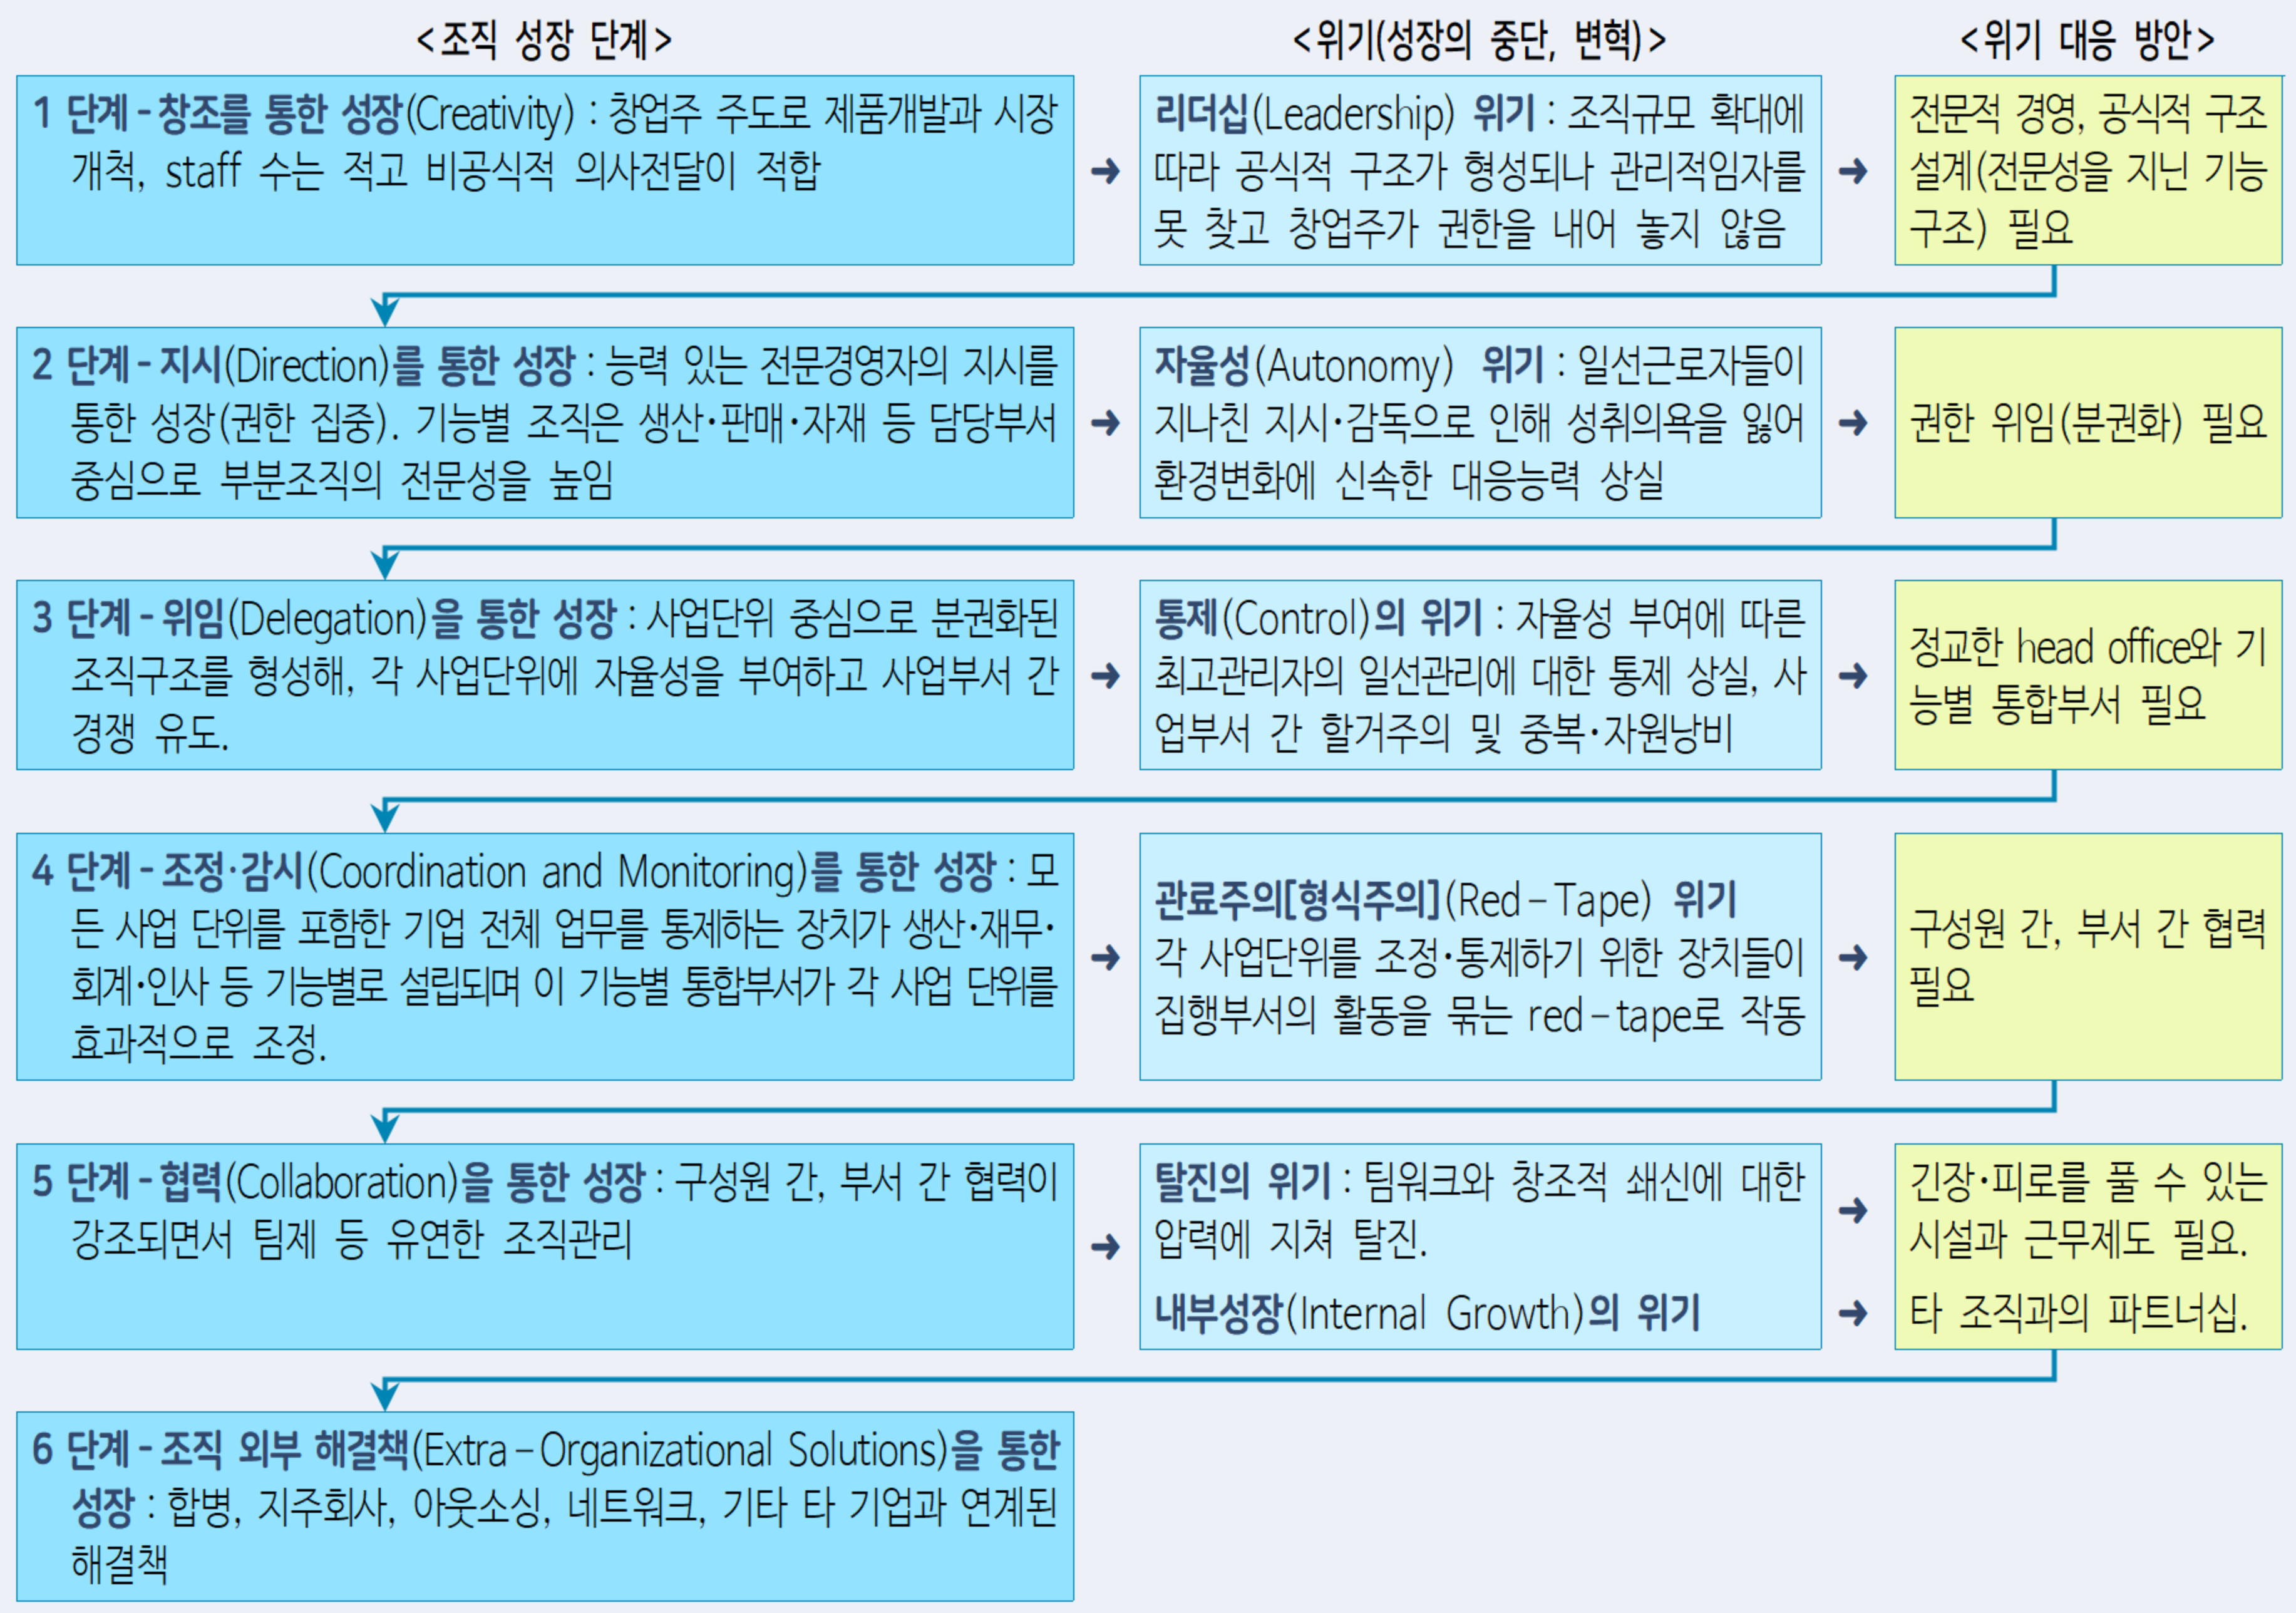 <조직 성장 단계>
<위기(성장의 중단, 변혁)>
<위기 대응 방안>
1 단계 - 창조를 통한 성장(Creativity) : 창업주 주도로 제품개발과 시장
개척, staff 수는 적고 비공식적 의사전달이 적합
➜
리더십(Leadership) 위기 : 조직규모 확대에
따라 공식적 구조가 형성되나 관리적임자를
못 찾고 창업주가 권한을 내어 놓지 않음
➜
전문적 경영, 공식적 구조
설계(전문성을 지닌 기능
구조) 필요
2 단계 - 지시(Direction)를 통한 성장 : 능력 있는 전문경영자의 지시를
통한 성장(권한 집중). 기능별 조직은 생산·판매·자재 등 담당부서
중심으로 부분조직의 전문성을 높임
➜
자율성(Autonomy) 위기 : 일선근로자들이
지나친 지시·감독으로 인해 성취의욕을 잃어
환경변화에 신속한 대응능력 상실
➜
권한 위임(분권화) 필요
3 단계 - 위임(Delegation)을 통한 성장 : 사업단위 중심으로 분권화된
조직구조를 형성해, 각 사업단위에 자율성을 부여하고 사업부서 간
경쟁 유도.
➜
통제(Control)의 위기 : 자율성 부여에 따른
최고관리자의 일선관리에 대한 통제 상실, 사
업부서 간 할거주의 및 중복·자원낭비
➜
정교한 head office와 기
능별 통합부서 필요
4 단계 - 조정·감시(Coordination and Monitoring)를 통한 성장 : 모
든 사업 단위를 포함한 기업 전체 업무를 통제하는 장치가 생산·재무·
회계·인사 등 기능별로 설립되며 이 기능별 통합부서가 각 사업 단위를
효과적으로 조정.
➜
관료주의[형식주의](Red-Tape) 위기
각 사업단위를 조정·통제하기 위한 장치들이
집행부서의 활동을 묶는 red-tape로 작동
➜
구성원 간, 부서 간 협력
필요
5 단계 - 협력(Collaboration)을 통한 성장 : 구성원 간, 부서 간 협력이
강조되면서 팀제 등 유연한 조직관리
➜
탈진의 위기 : 팀워크와 창조적 쇄신에 대한
압력에 지쳐 탈진.
➜
긴장·피로를 풀 수 있는
시설과 근무제도 필요.
내부성장(Internal Growth)의 위기
➜
타 조직과의 파트너십.
6 단계 - 조직 외부 해결책(Extra-Organizational Solutions)을 통한
성장 : 합병, 지주회사, 아웃소싱, 네트워크, 기타 타 기업과 연계된
해결책